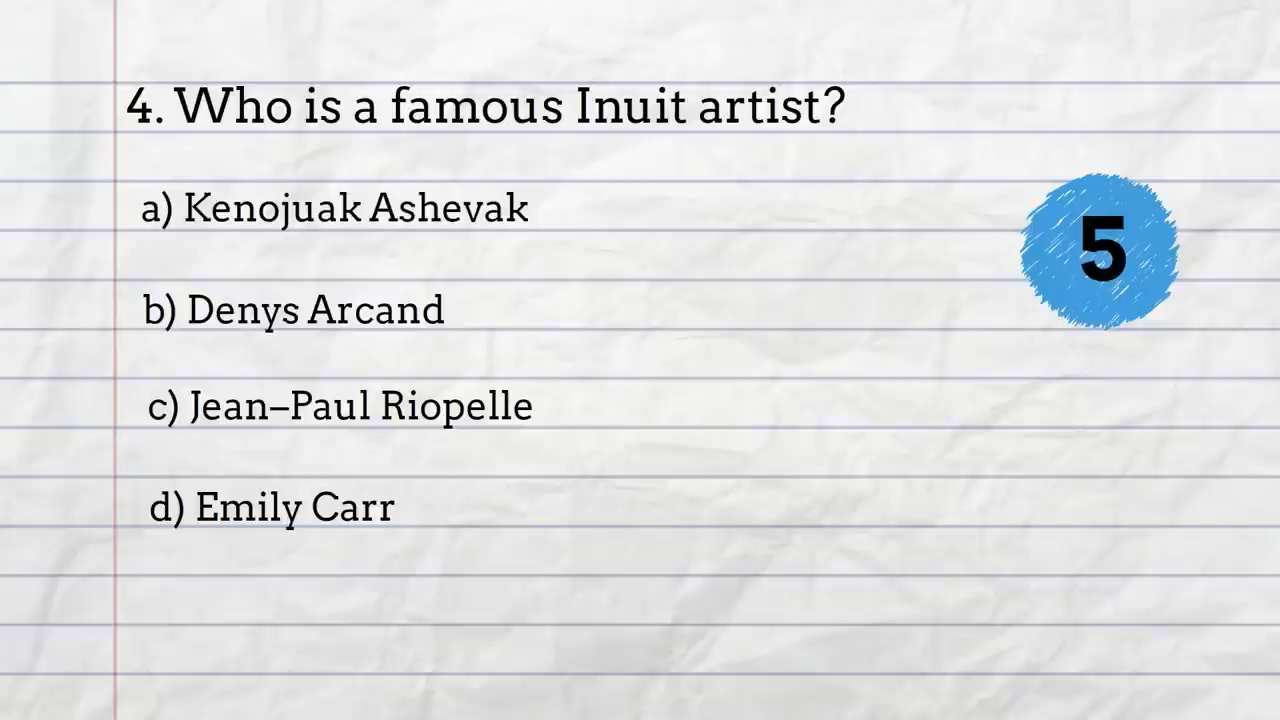 4. Who is a famous Inuit artist?
a) Kenojuak Ashevak
5
b) Denys Arcand
c) Jean–Paul Riopelle
d) Emily Carr